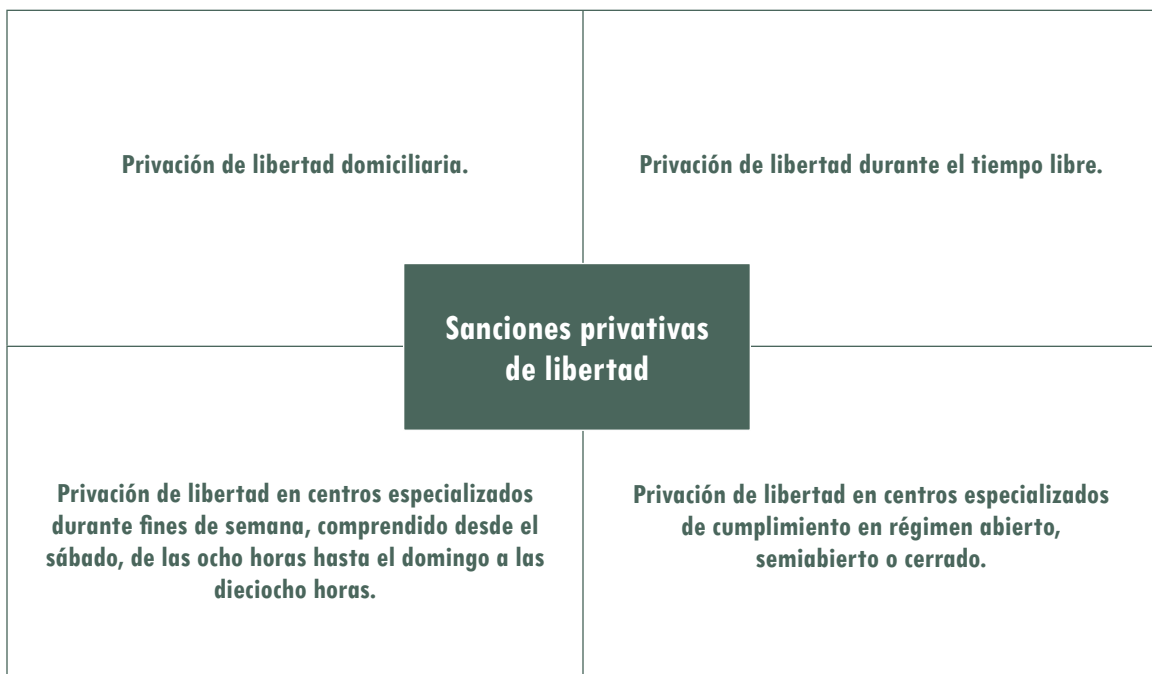 Privación de libertad domiciliaria.
Privación de libertad durante el tiempo libre.
Sanciones privativas
de libertad
Privación de libertad en centros especializados
durante fines de semana, comprendido desde el
sábado, de las ocho horas hasta el domingo a las
dieciocho horas.
Privación de libertad en centros especializados
de cumplimiento en régimen abierto,
semiabierto o cerrado.